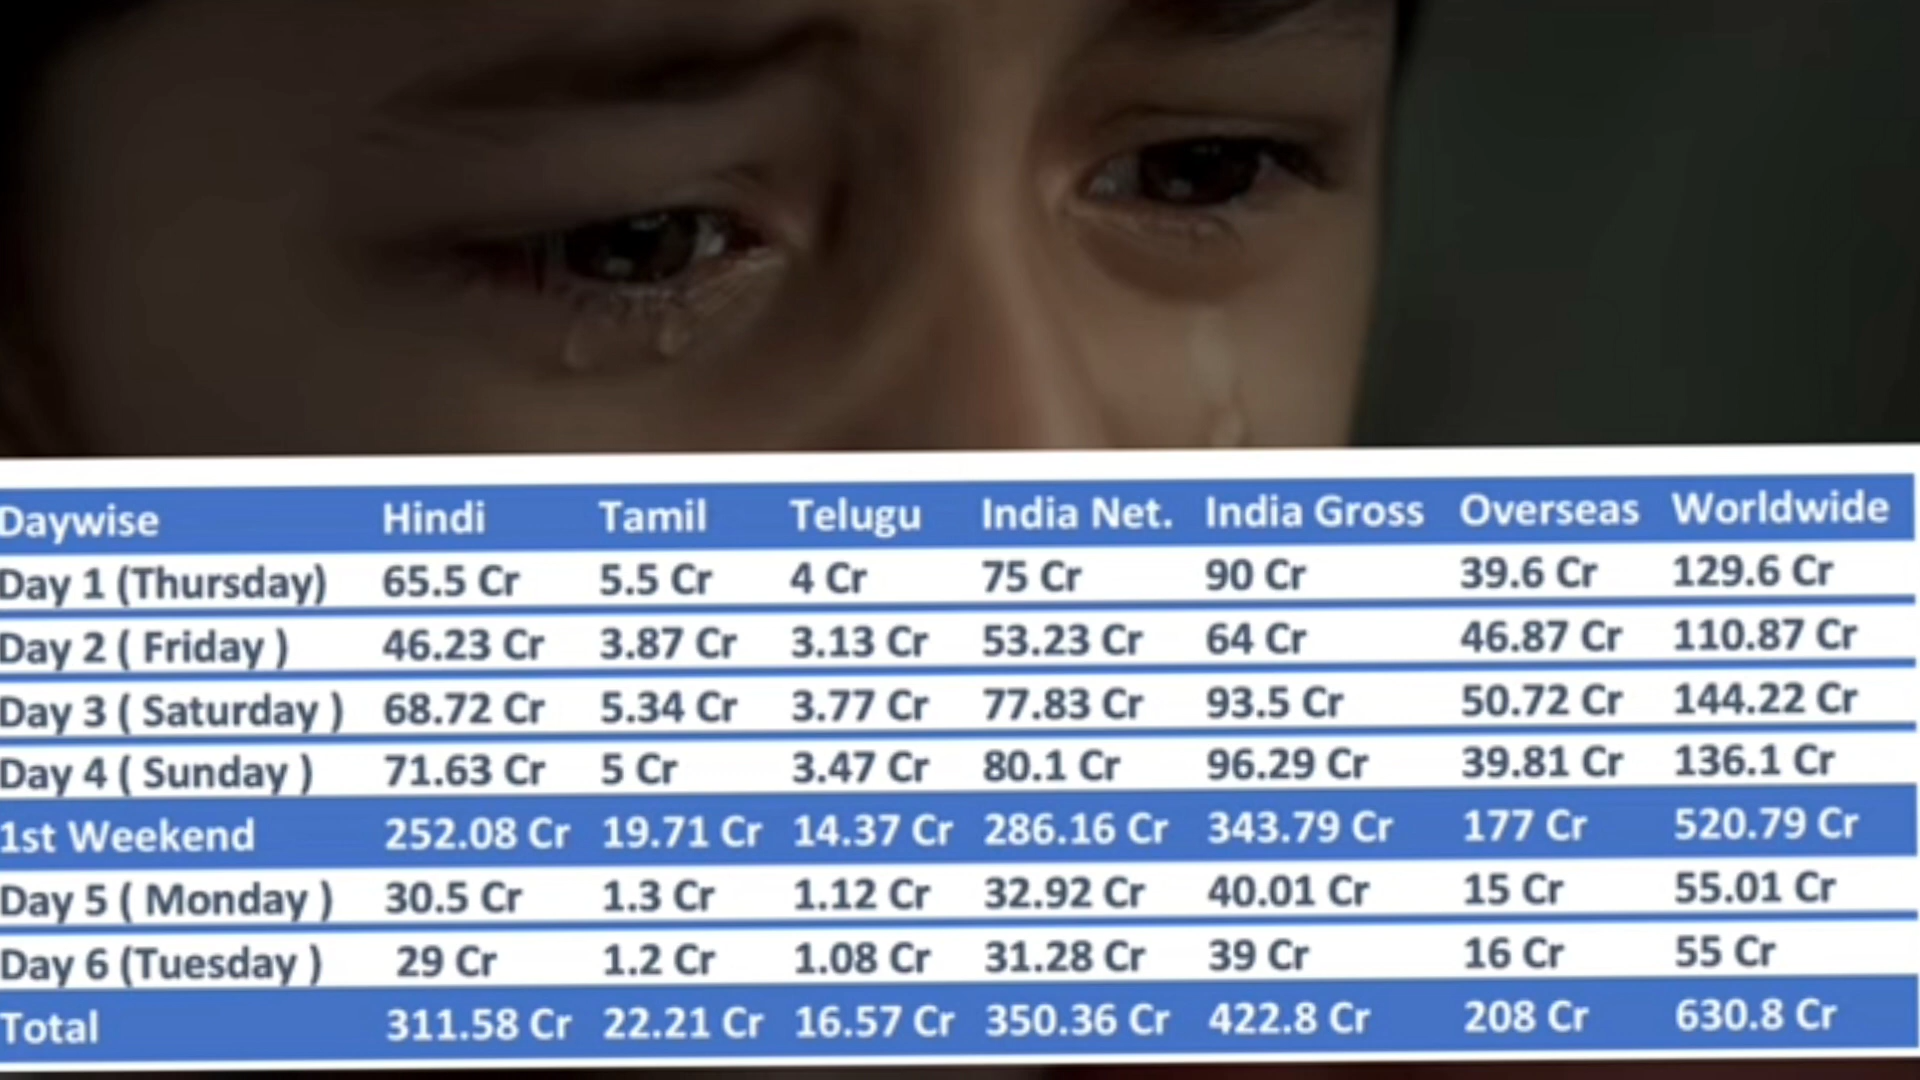 Daywise Hindi Tamil Telugu India Net. India Gross Overseas Worldwide
Day 1 (Thursday) 65.5 Cr 5.5 Cr 4 Cr 75 Cr 90 Cr 39.6 Cr 129.6 Cr
Day 2 ( Friday ) 46.23 Cr 3.87 Cr 3.13 Cr 53.23 Cr 64 Cr 46.87 Cr 110.87 Cr
Day 3 ( Saturday ) 68.72 Cr 5.34 Cr 3.77 Cr 77.83 Cr 93.5 Cr 50.72 Cr 144.22 Cr
Day 4 ( Sunday ) 71.63 Cr 5 Cr 3.47 Cr 80.1 Cr 96.29 Cr 39.81 Cr 136.1 Cr
1st Weekend 252.08 Cr 19.71 Cr 14.37 Cr 286.16 Cr 343.79 Cr 177 Cr 520.79 Cr
Day 5 ( Monday ) 30.5 Cr 1.3 Cr 1.12 Cr 32.92 Cr 40.01 Cr 15 Cr 55.01 Cr
Day 6 (Tuesday ) 29 Cr 1.2 Cr 1.08 Cr 31.28 Cr 39 Cr 16 Cr 55 Cr
Total 311.58 Cr 22.21 Cr 16.57 Cr 350.36 Cr 422.8 Cr 208 Cr 630.8 Cr